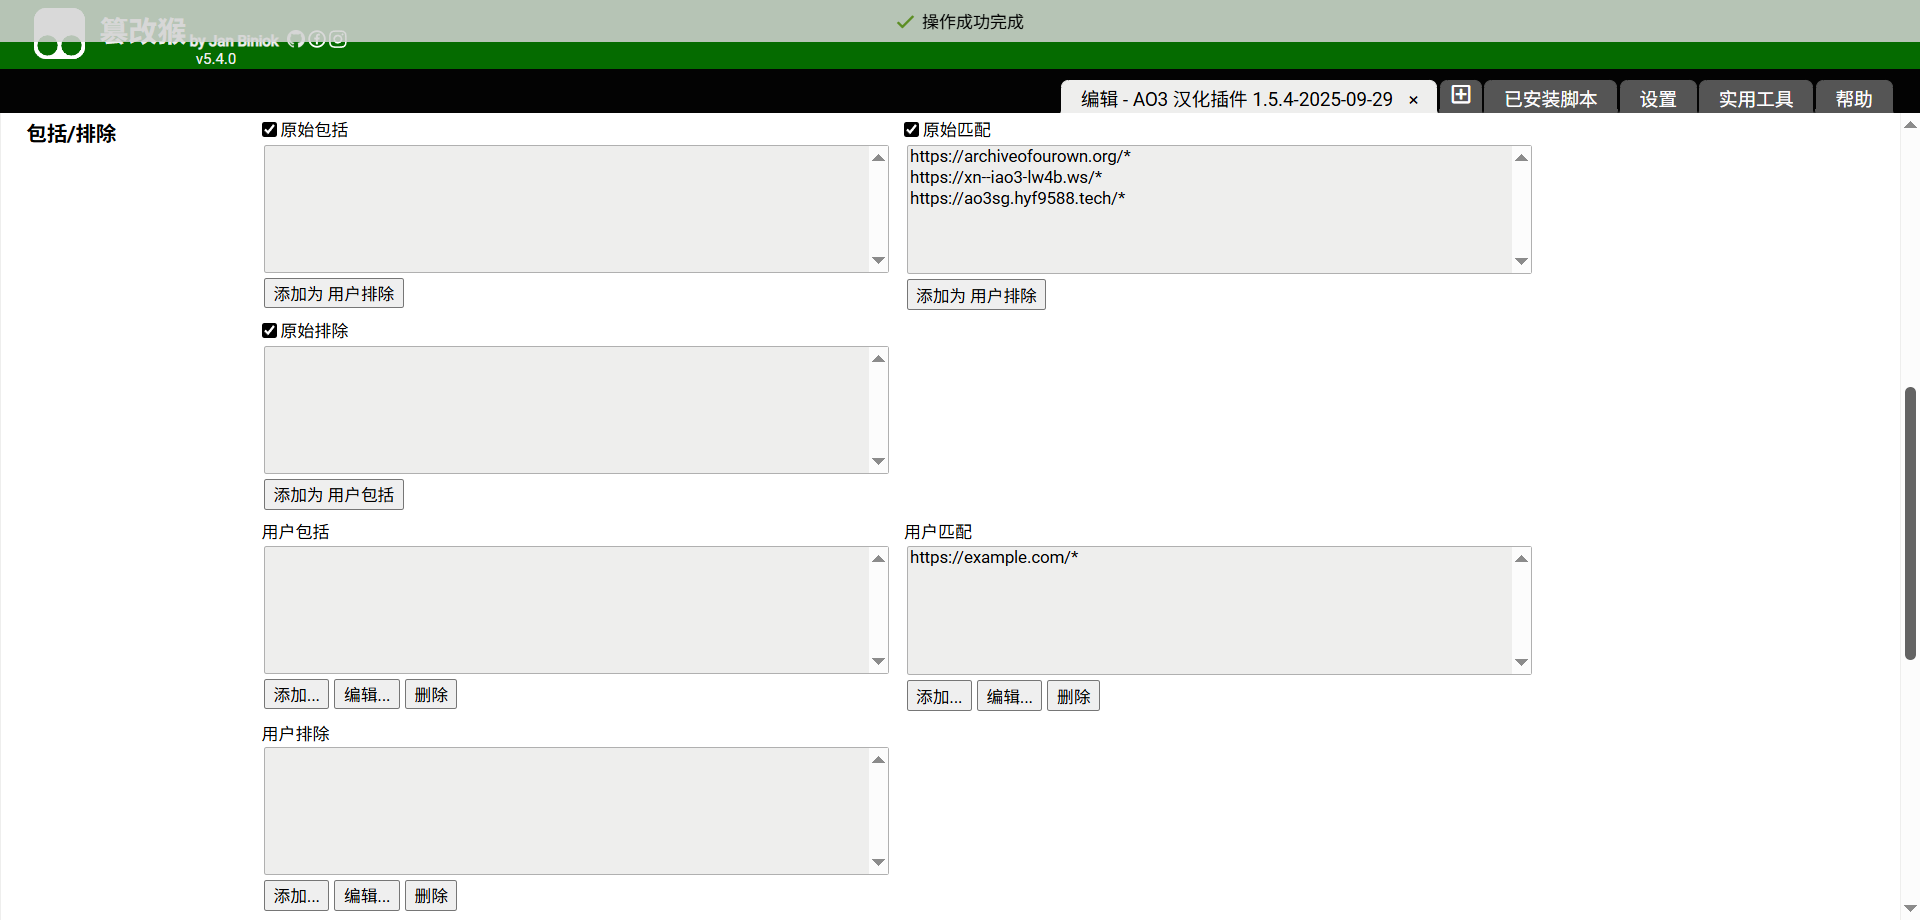 操作成功完成
篡改猴 by Jan Biniok
v5.4.0
编辑 - AO3 汉化插件 1.5.4-2025-09-29 ×
已安装脚本
设置
实用工具
帮助
包括/排除
原始包括
原始匹配
https://archiveofourown.org/*
https://xn--iao3-lw4b.ws/*
https://ao3sg.hyf9588.tech/*
添加为 用户排除
添加为 用户排除
原始排除
添加为 用户包括
用户包括
用户匹配
https://example.com/*
添加... 编辑... 删除
添加... 编辑... 删除
用户排除
添加... 编辑... 删除